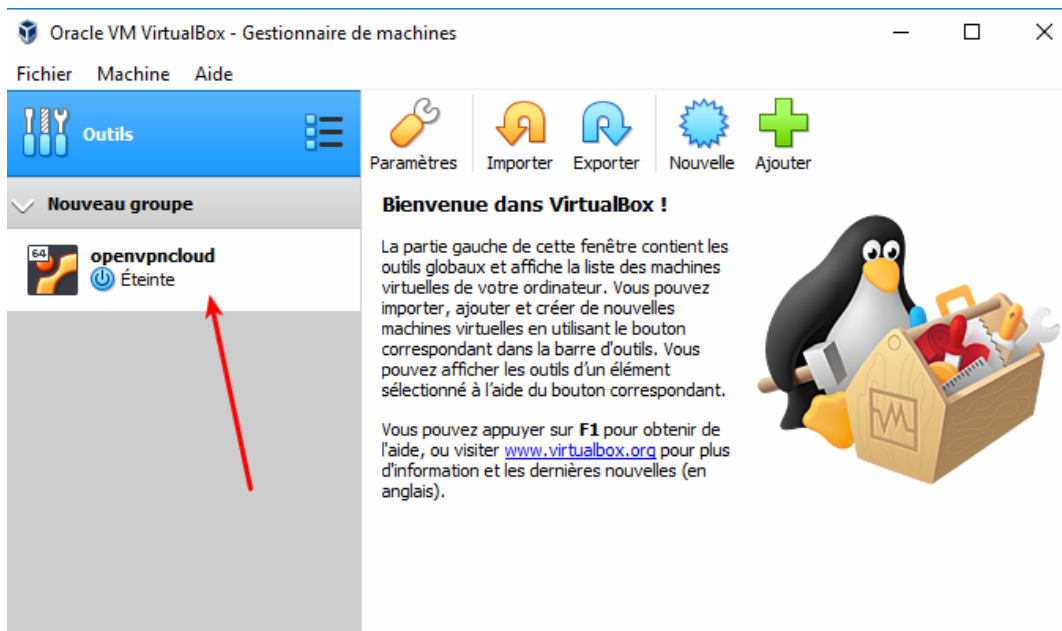 Oracle VM VirtualBox - Gestionnaire de machines
Fichier Machine Aide
Outils
Paramètres Importer Exporter Nouvelle Ajouter
Nouveau groupe
64
openvpncloud
Éteinte
Bienvenue dans VirtualBox !
La partie gauche de cette fenêtre contient les
outils globaux et affiche la liste des machines
virtuelles de votre ordinateur. Vous pouvez
importer, ajouter et créer de nouvelles
machines virtuelles en utilisant le bouton
correspondant dans la barre d'outils. Vous
pouvez afficher les outils d’un élément
sélectionné à l’aide du bouton correspondant.
Vous pouvez appuyer sur F1 pour obtenir de
l'aide, ou visiter www.virtualbox.org pour plus
d'information et les dernières nouvelles (en
anglais).